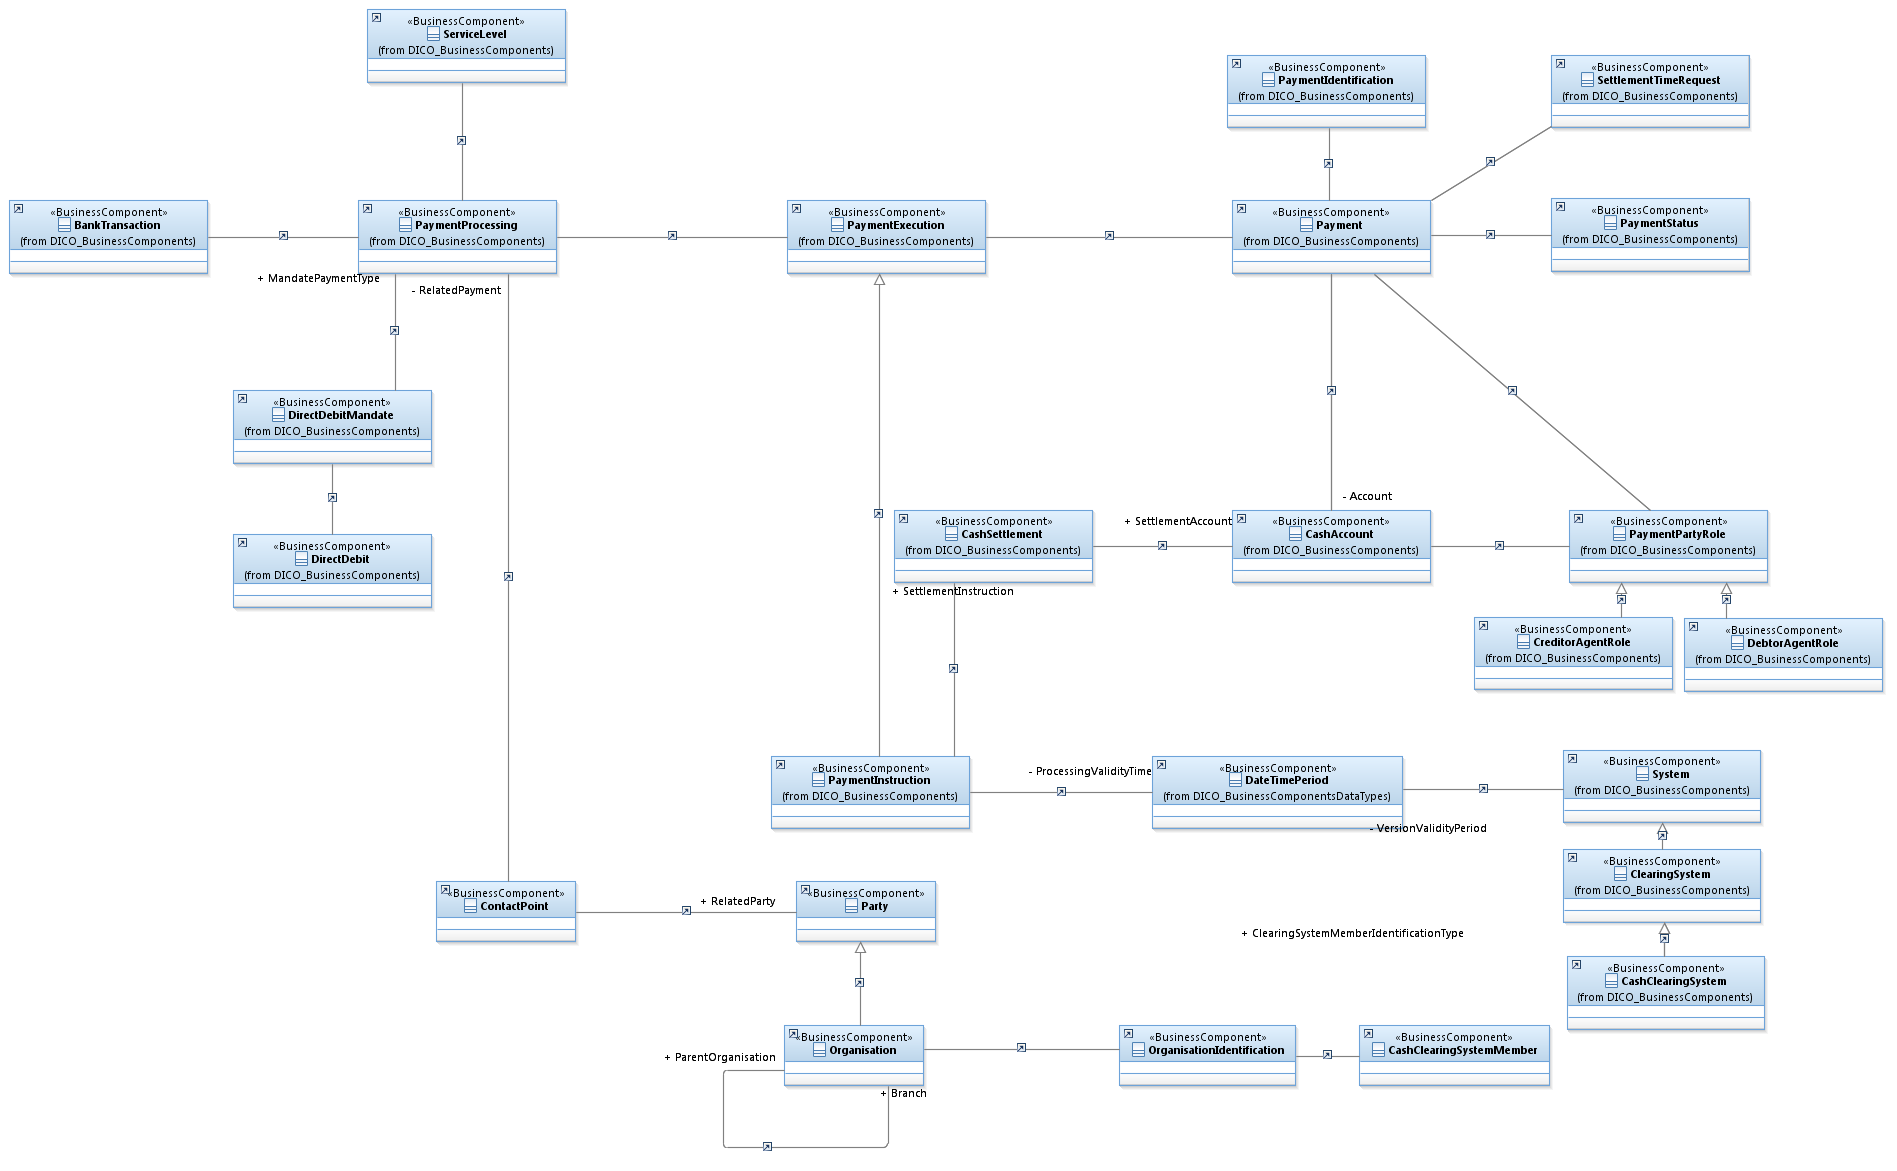 «BusinessComponent»
ServiceLevel
(from DICO_BusinessComponents)
«BusinessComponent»
PaymentIdentification
(from DICO_BusinessComponents)
«BusinessComponent»
SettlementTimeRequest
(from DICO_BusinessComponents)
«BusinessComponent»
BankTransaction
(from DICO_BusinessComponents)
«BusinessComponent»
PaymentProcessing
(from DICO_BusinessComponents)
«BusinessComponent»
PaymentExecution
(from DICO_BusinessComponents)
«BusinessComponent»
Payment
(from DICO_BusinessComponents)
«BusinessComponent»
PaymentStatus
(from DICO_BusinessComponents)
+ MandatePaymentType
- RelatedPayment
«BusinessComponent»
DirectDebitMandate
(from DICO_BusinessComponents)
- Account
«BusinessComponent»
CashSettlement
(from DICO_BusinessComponents)
+ SettlementAccount
«BusinessComponent»
CashAccount
(from DICO_BusinessComponents)
«BusinessComponent»
PaymentPartyRole
(from DICO_BusinessComponents)
«BusinessComponent»
DirectDebit
(from DICO_BusinessComponents)
+ SettlementInstruction
«BusinessComponent»
CreditorAgentRole
(from DICO_BusinessComponents)
«BusinessComponent»
DebtorAgentRole
(from DICO_BusinessComponents)
«BusinessComponent»
PaymentInstruction
(from DICO_BusinessComponents)
- ProcessingValidityTime
«BusinessComponent»
DateTimePeriod
(from DICO_BusinessComponentsDataTypes)
«BusinessComponent»
System
(from DICO_BusinessComponents)
- VersionValidityPeriod
«BusinessComponent»
ClearingSystem
(from DICO_BusinessComponents)
«BusinessComponent»
ContactPoint
+ RelatedParty
«BusinessComponent»
Party
+ ClearingSystemMemberIdentificationType
«BusinessComponent»
CashClearingSystem
(from DICO_BusinessComponents)
+ ParentOrganisation
«BusinessComponent»
Organisation
«BusinessComponent»
OrganisationIdentification
«BusinessComponent»
CashClearingSystemMember
+ Branch